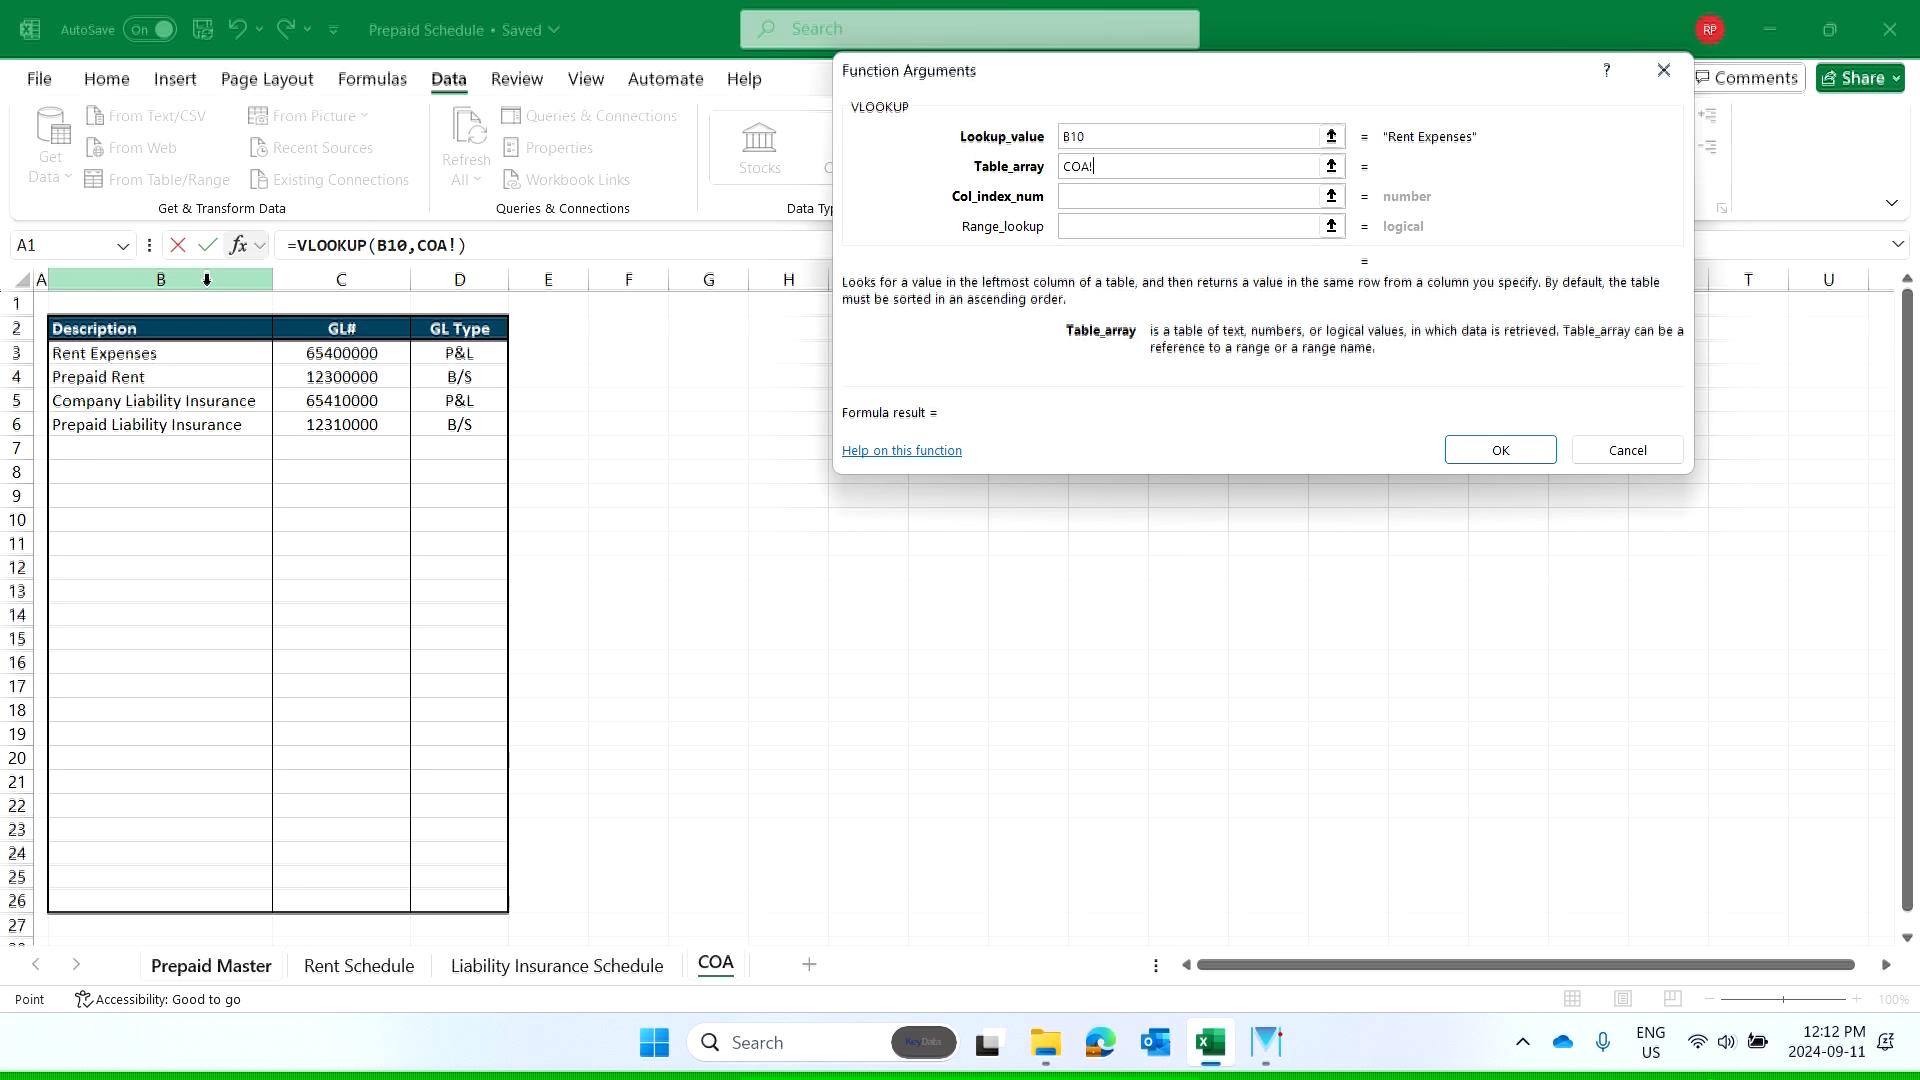 AutoSave On Prepaid Schedule • Saved Search RP
File Home Insert Page Layout Formulas Data Review View Automate Help Comments Share
Function Arguments ?
VLOOKUP
Lookup_value B10 = "Rent Expenses"
Table_array COA! =
Col_index_num = number
Range_lookup = logical
=
Looks for a value in the leftmost column of a table, and then returns a value in the same row from a column you specify. By default, the table
must be sorted in an ascending order.
Table_array is a table of text, numbers, or logical values, in which data is retrieved. Table_array can be a
reference to a range or a range name.
Formula result =
Help on this function OK Cancel
Get
Data
From Text/CSV
From Web
From Table/Range
From Picture
Recent Sources
Existing Connections
Get & Transform Data
Refresh
All
Queries & Connections
Properties
Workbook Links
Queries & Connections
Stocks
Data Typ
A1 fx =VLOOKUP(B10,COA!)
A B C D E F G H T U
1
2 Description GL# GL Type
3 Rent Expenses 65400000 P&L
4 Prepaid Rent 12300000 B/S
5 Company Liability Insurance 65410000 P&L
6 Prepaid Liability Insurance 12310000 B/S
7
8
9
10
11
12
13
14
15
16
17
18
19
20
21
22
23
24
25
26
27
Prepaid Master Rent Schedule Liability Insurance Schedule COA
Point Accessibility: Good to go 100%
Search KeyData
ENG
US
12:12 PM
2024-09-11